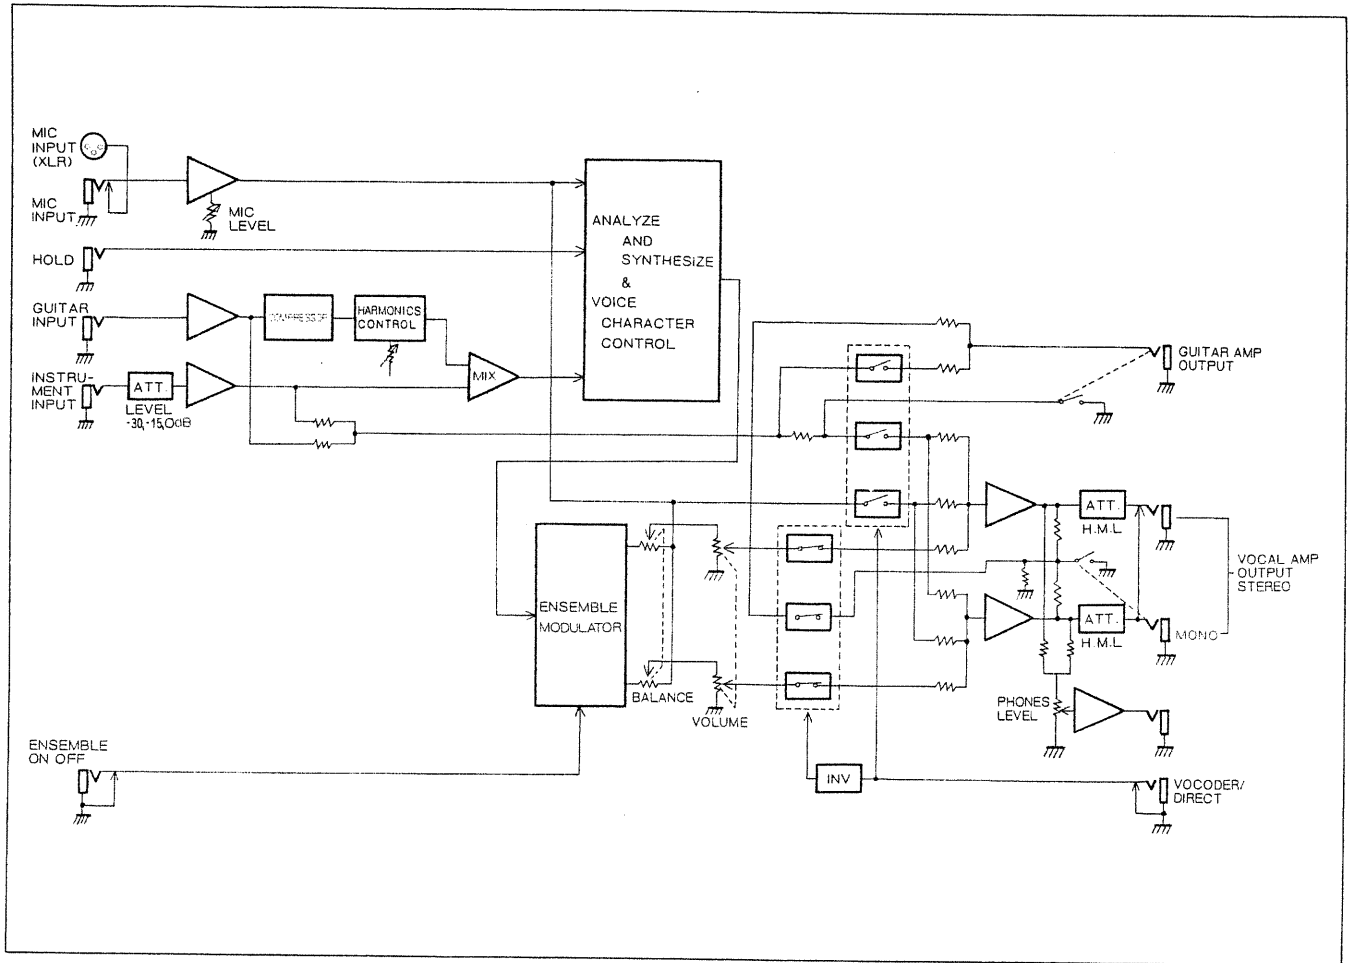 MIC
INPUT
(XLR)
MIC
INPUT
MIC
LEVEL
HOLD
GUITAR
INPUT
HARMONICS
CONTROL
INSTRU-
MENT
INPUT
ATT.
LEVEL
-30,-15,0dB
MIX
ANALYZE
AND
SYNTHESIZE
&
VOICE
CHARACTER
CONTROL
GUITAR AMP
OUTPUT
ENSEMBLE
MODULATOR
BALANCE
VOLUME
ATT.
H.M.L
ATT.
H.M.L
VOCAL AMP
OUTPUT
STEREO
MONO
PHONES
LEVEL
ENSEMBLE
ON OFF
INV
VOCODER/
DIRECT